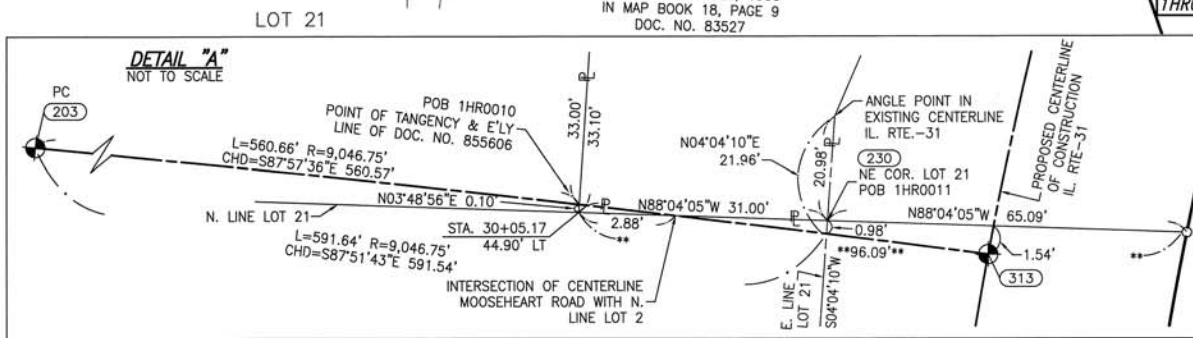 LOT 21
IN MAP BOOK 18, PAGE 9
DOC. NO. 83527
DETAIL "A"
NOT TO SCALE
PC
203
POB 1HR0010
POINT OF TANGENCY & E'LY
LINE OF DOC. NO. 855606
33.00'
33.10'
L=560.66' R=9,046.75'
CHD=S87°57'36"E 560.57'
N03°48'56"E 0.10'
N. LINE LOT 21
L=591.64' R=9,046.75'
CHD=S87°51'43"E 591.54'
STA. 30+05.17
44.90' LT
**
2.88'
N88°04'05"W 31.00'
INTERSECTION OF CENTERLINE
MOOSEHEART ROAD WITH N.
LINE LOT 2
N04°04'10"E
21.96'
20.98'
ANGLE POINT IN
EXISTING CENTERLINE
IL. RTE.-31
230
NE COR. LOT 21
POB 1HR0011
0.98'
**96.09'**
E. LINE
LOT 21
S04°04'10"W
PROPOSED CENTERLINE
OF CONSTRUCTION
IL. RTE-31
N88°04'05"W 65.09'
1.54'
313
**